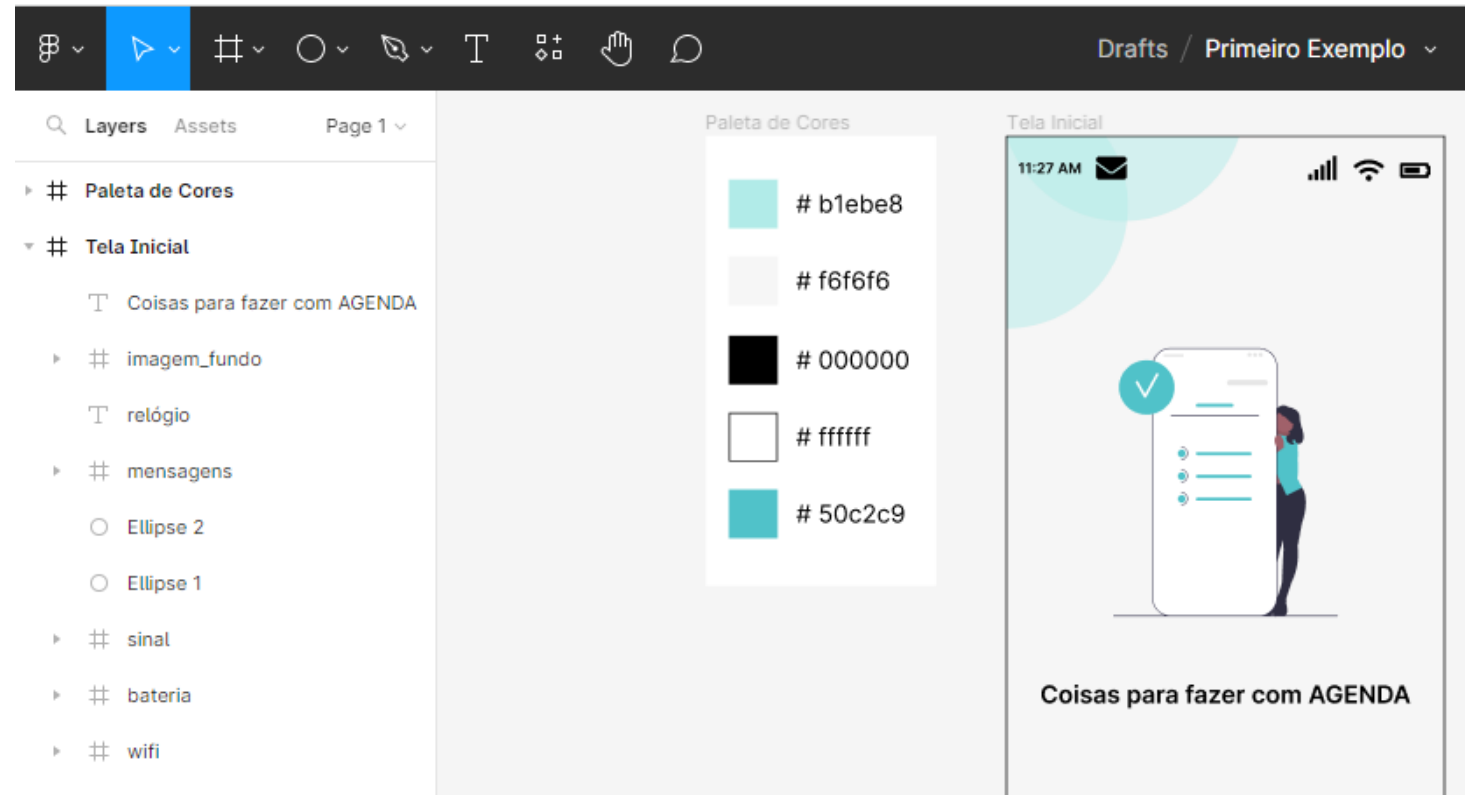 Drafts / Primeiro Exemplo
Layers Assets Page 1
Paleta de Cores
Tela Inicial
Coisas para fazer com AGENDA
imagem_fundo
relógio
mensagens
Ellipse 2
Ellipse 1
sinal
bateria
wifi
Paleta de Cores
# b1ebe8
# f6f6f6
# 000000
# ffffff
# 50c2c9
Tela Inicial
11:27 AM
Coisas para fazer com AGENDA